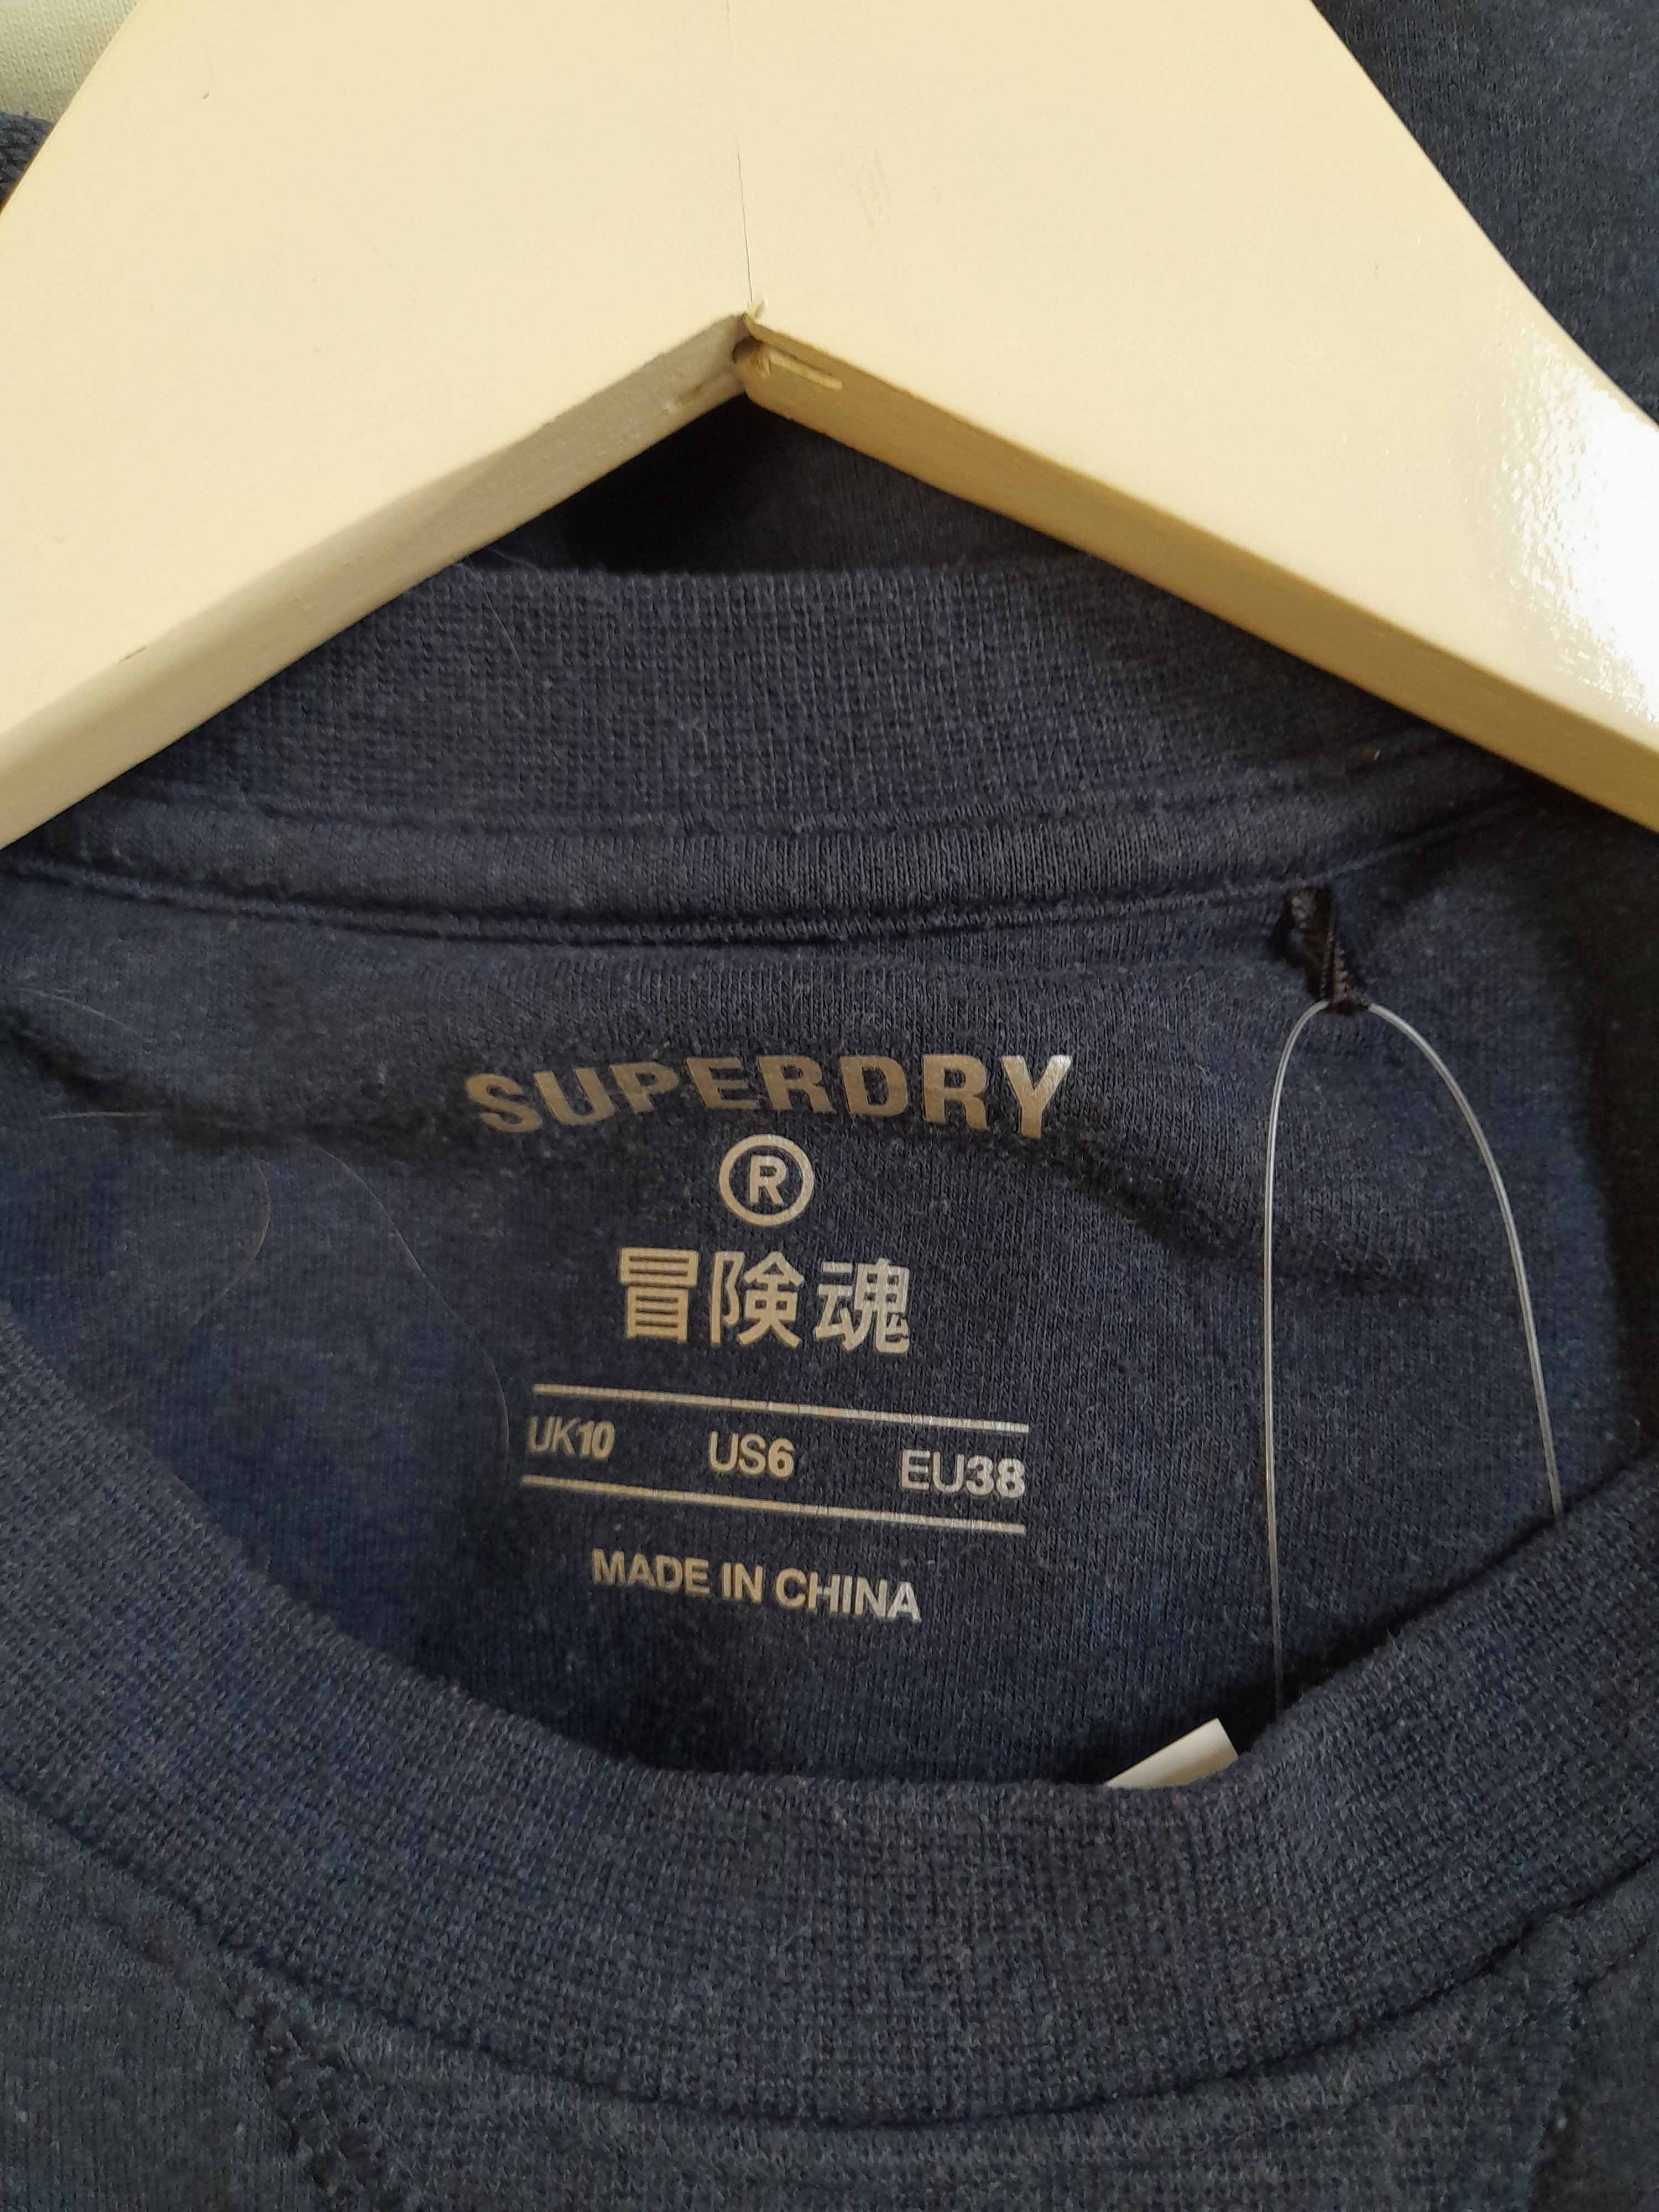 SUPERDRY
®
冒険魂
UK10 US6 EU38
MADE IN CHINA